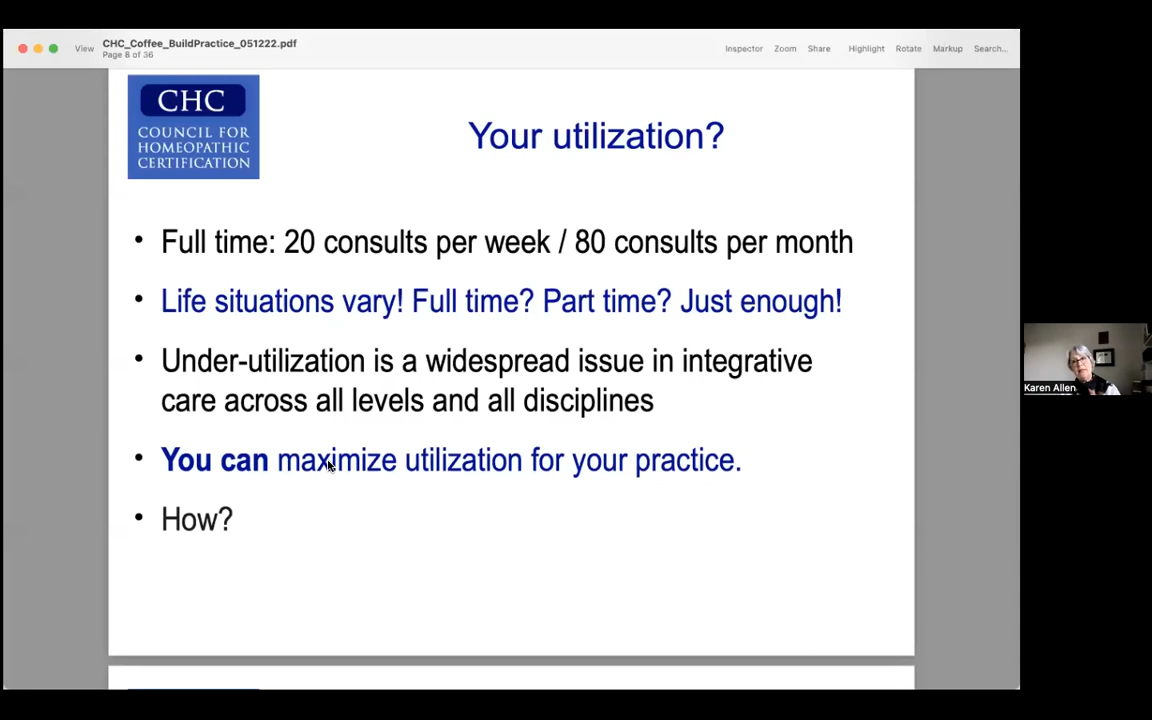 CHC_Coffee_BuildPractice_051222.pdf
Page 8 of 36
View
Inspector
Zoom
Share
Highlight
Rotate
Markup
Search...
CHC
COUNCIL FOR
HOMEOPATHIC
CERTIFICATION
Your utilization?
• Full time: 20 consults per week / 80 consults per month
• Life situations vary! Full time? Part time? Just enough!
• Under-utilization is a widespread issue in integrative
care across all levels and all disciplines
• You can maximize utilization for your practice.
• How?
Karen Allen